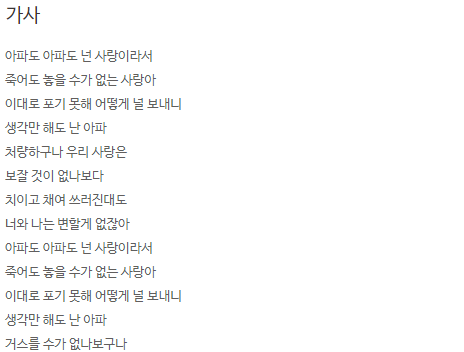 가사
아파도 아파도 넌 사랑이라서
죽어도 놓을 수가 없는 사랑아
이대로 포기 못해 어떻게 널 보내니
생각만 해도 난 아파
처량하구나 우리 사랑은
보잘 것이 없나보다
치이고 채여 쓰러진대도
너와 나는 변할게 없잖아
아파도 아파도 넌 사랑이라서
죽어도 놓을 수가 없는 사랑아
이대로 포기 못해 어떻게 널 보내니
생각만 해도 난 아파
거스를 수가 없나보구나